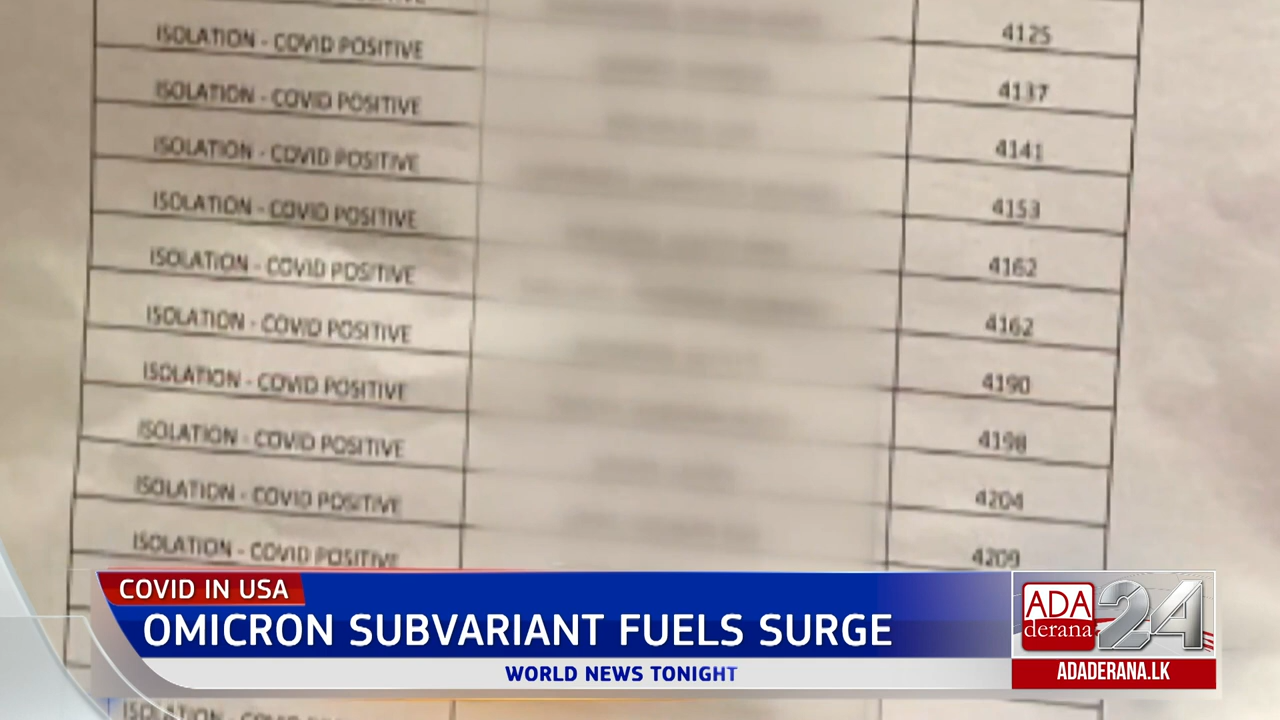 ISOLATION - COVID POSITIVE 4125
ISOLATION - COVID POSITIVE 4137
ISOLATION - COVID POSITIVE 4141
ISOLATION - COVID POSITIVE 4153
ISOLATION - COVID POSITIVE 4162
ISOLATION - COVID POSITIVE 4162
ISOLATION - COVID POSITIVE 4190
ISOLATION - COVID POSITIVE 4198
ISOLATION - COVID POSITIVE 4204
ISOLATION - COVID POSITIVE 4209
COVID IN USA
OMICRON SUBVARIANT FUELS SURGE
WORLD NEWS TONIGHT
ADA
derana
24
ADADERANA.LK
ISOLATION - COVID